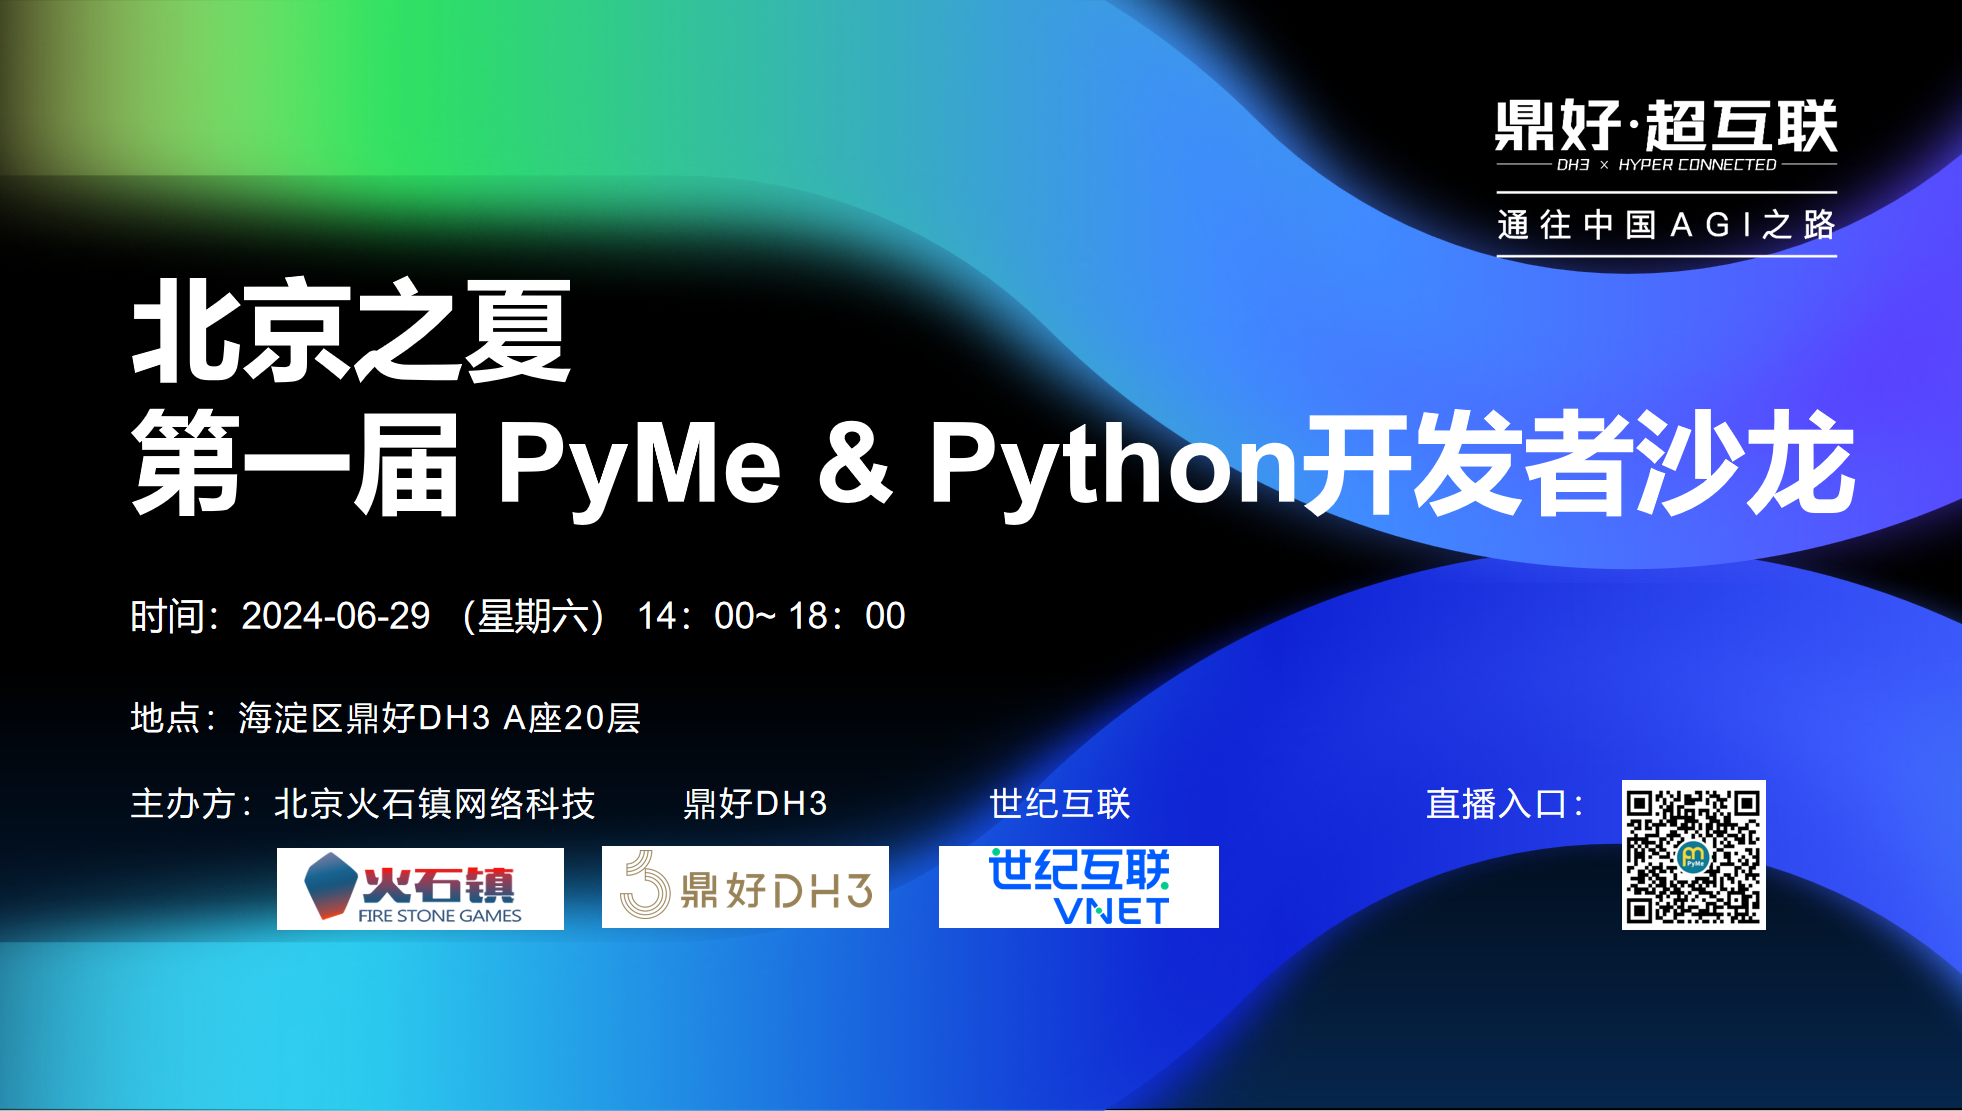 鼎好·超互联
DH3 × HYPER CONNECTED
通往中国AGI之路
北京之夏
第一届 PyMe & Python开发者沙龙
时间：2024-06-29 （星期六） 14：00~ 18：00
地点：海淀区鼎好DH3 A座20层
主办方：北京火石镇网络科技 鼎好DH3 世纪互联 直播入口：
火石镇
FIRE STONE GAMES
鼎好DH3
世纪互联
VNET
PyMe